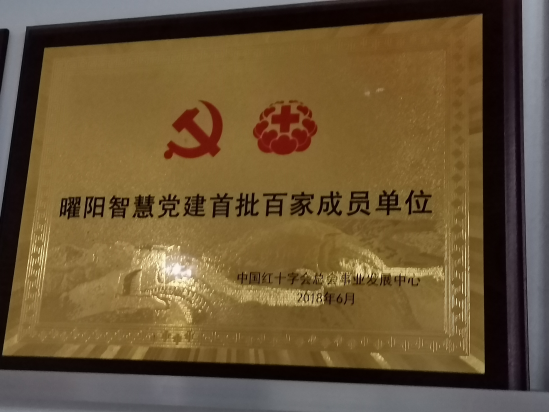 曜阳智慧党建首批百家成员单位
中国红十字会总会事业发展中心
2018年6月